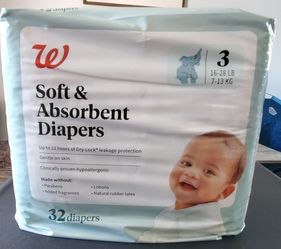 W
3
16-28 LB
7-13 KG
Soft &
Absorbent
Diapers
Up to 12 hours of Dry-Lock® leakage protection
Gentle on skin
Clinically proven hypoallergenic
Made without:
• Parabens
• Lotions
• Added fragrances
• Natural rubber latex
32 diapers